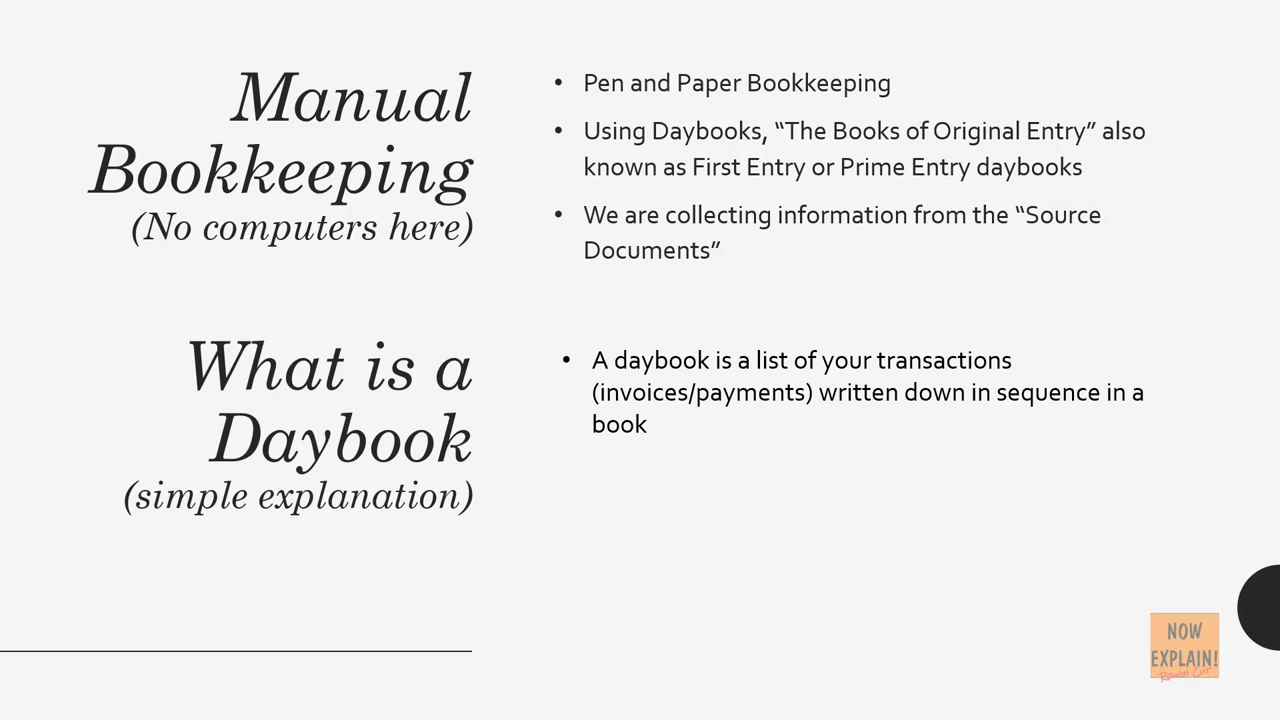 Manual
Bookkeeping
(No computers here)
• Pen and Paper Bookkeeping
• Using Daybooks, “The Books of Original Entry” also
known as First Entry or Prime Entry daybooks
• We are collecting information from the “Source
Documents”
What is a
Daybook
(simple explanation)
• A daybook is a list of your transactions
(invoices/payments) written down in sequence in a
book
NOW
EXPLAIN!
Rough Cut